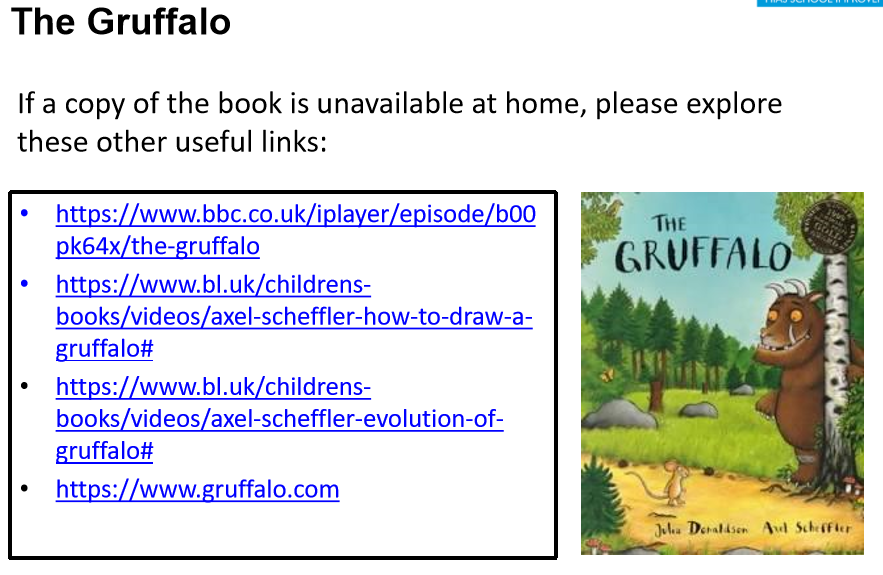 The Gruffalo
If a copy of the book is unavailable at home, please explore
these other useful links:
• https://www.bbc.co.uk/iplayer/episode/b00
pk64x/the-gruffalo
• https://www.bl.uk/childrens-
books/videos/axel-scheffler-how-to-draw-a-
gruffalo#
• https://www.bl.uk/childrens-
books/videos/axel-scheffler-evolution-of-
gruffalo#
• https://www.gruffalo.com
THE
GRUFFALO
Julia Donaldson Axel Scheffler